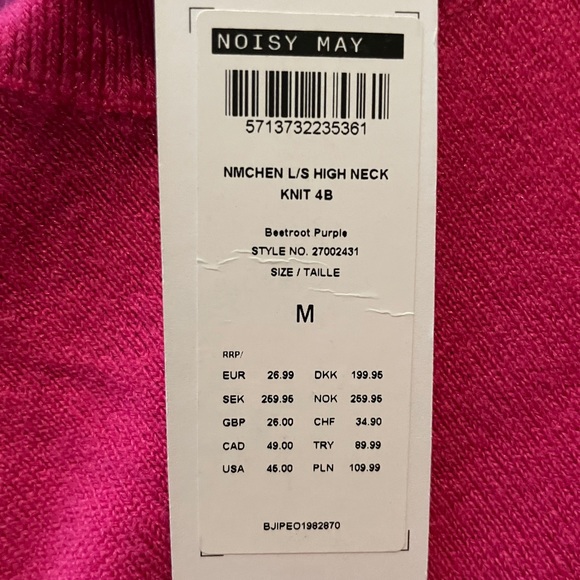 NOISY MAY
5713732235361
NMCHEN L/S HIGH NECK
KNIT 4B
Beetroot Purple
STYLE NO. 27002431
SIZE / TAILLE
M
RRP/
EUR 26.99 DKK 199.95
SEK 259.95 NOK 259.95
GBP 26.00 CHF 34.90
CAD 49.00 TRY 89.99
USA 45.00 PLN 109.99
BJIPEO1982870